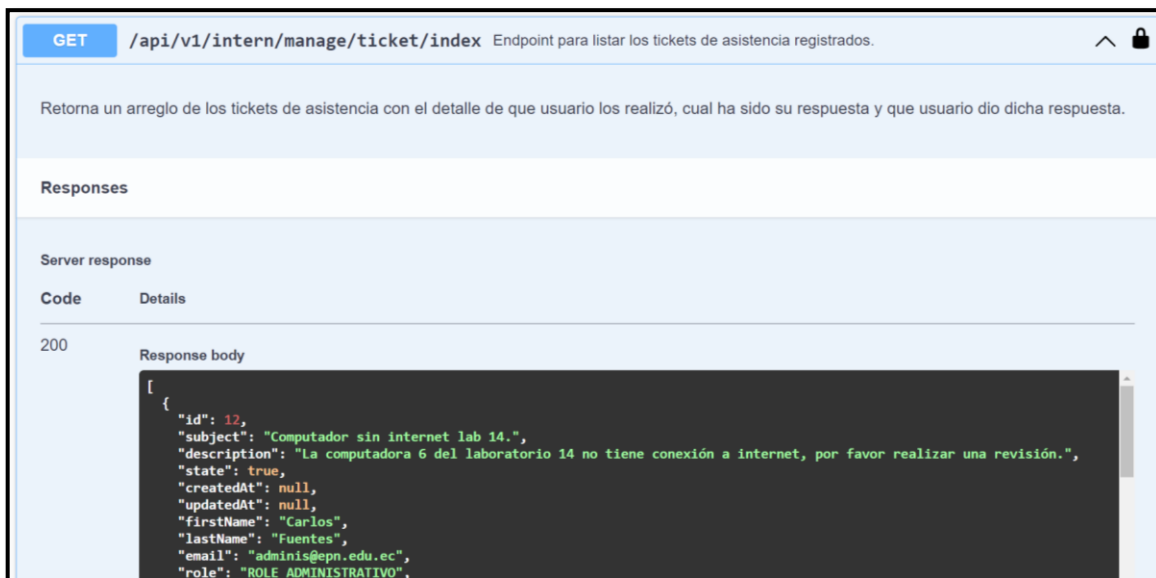 GET /api/v1/intern/manage/ticket/index Endpoint para listar los tickets de asistencia registrados.
Retorna un arreglo de los tickets de asistencia con el detalle de que usuario los realizó, cual ha sido su respuesta y que usuario dio dicha respuesta.
Responses
Server response
Code Details
200
Response body
[
{
"id": 12,
"subject": "Computador sin internet lab 14.",
"description": "La computadora 6 del laboratorio 14 no tiene conexión a internet, por favor realizar una revisión.",
"state": true,
"createdAt": null,
"updatedAt": null,
"firstName": "Carlos",
"lastName": "Fuentes",
"email": "adminis@epn.edu.ec",
"role": "ROLE_ADMINISTRATIVO",